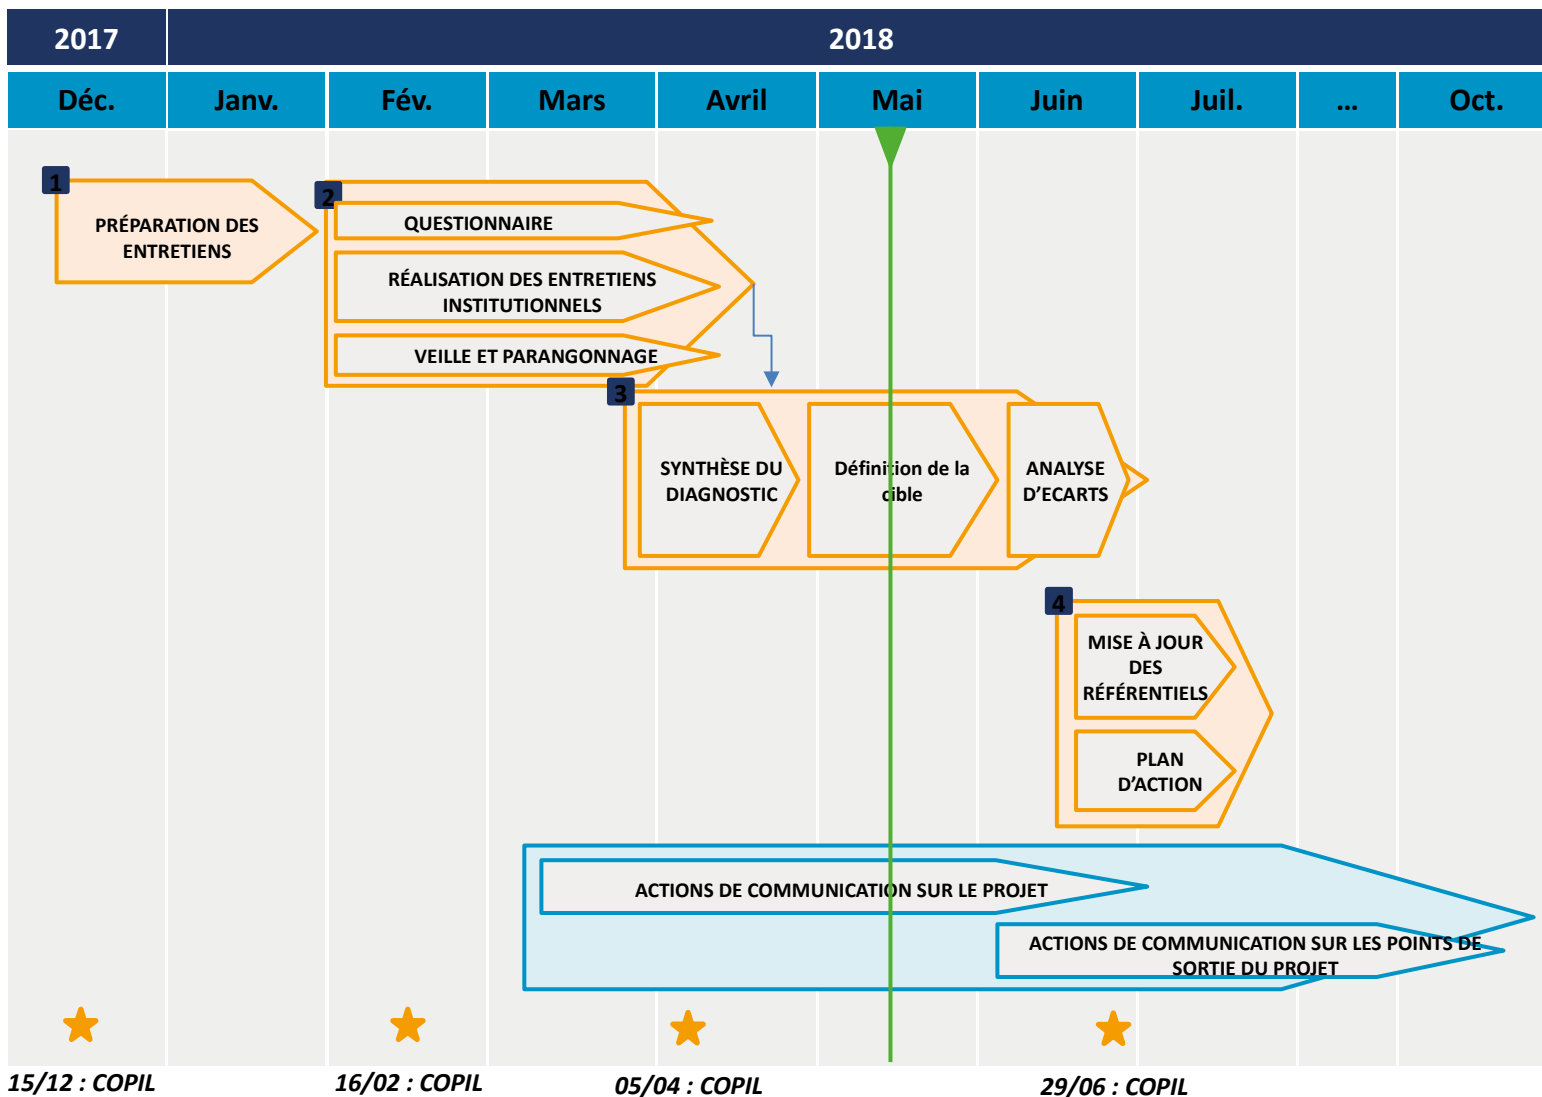 2017
2018
Déc.
Janv.
Fév.
Mars
Avril
Mai
Juin
Juil.
...
Oct.
1
PRÉPARATION DES
ENTRETIENS
2
QUESTIONNAIRE
RÉALISATION DES ENTRETIENS
INSTITUTIONNELS
VEILLE ET PARANGONNAGE
3
SYNTHÈSE DU
DIAGNOSTIC
Définition de la
cible
ANALYSE
D’ECARTS
4
MISE À JOUR
DES
RÉFÉRENTIELS
PLAN
D’ACTION
ACTIONS DE COMMUNICATION SUR LE PROJET
ACTIONS DE COMMUNICATION SUR LES POINTS DE
SORTIE DU PROJET
15/12 : COPIL
16/02 : COPIL
05/04 : COPIL
29/06 : COPIL